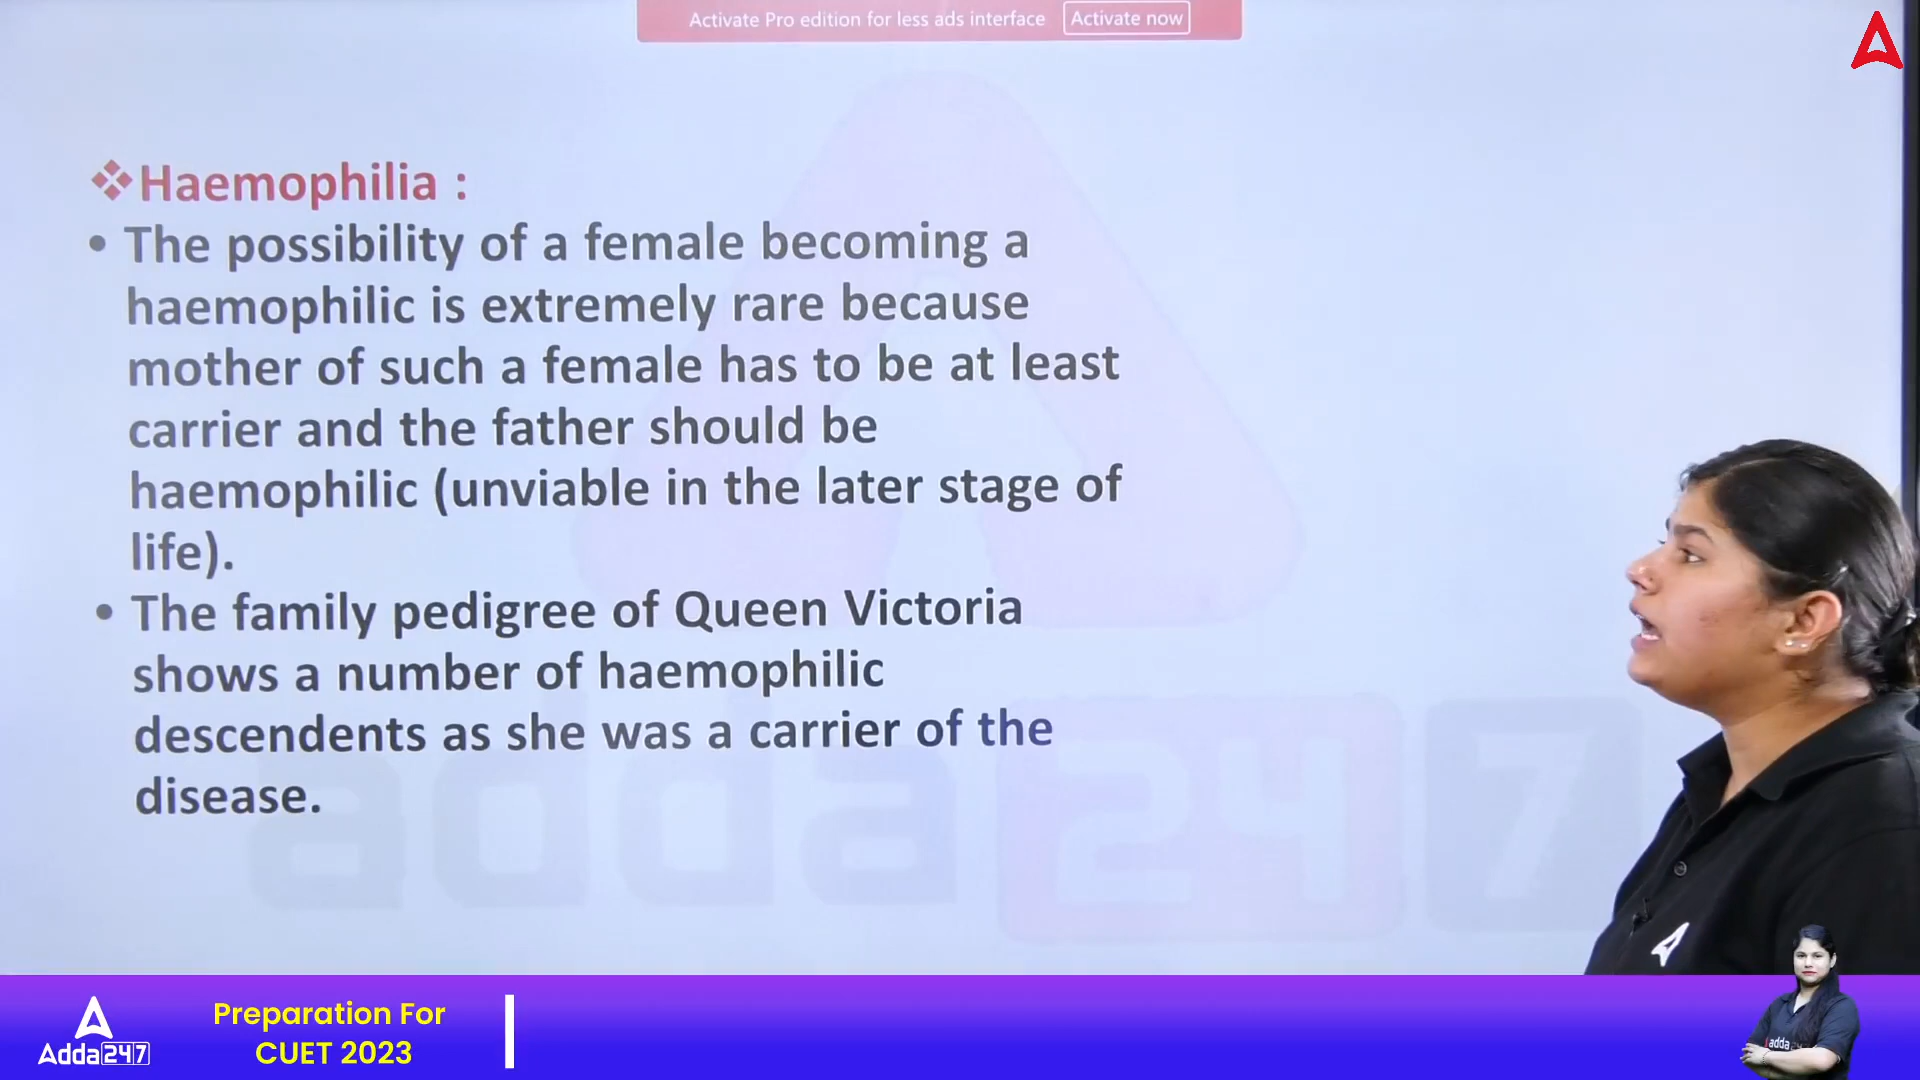 Activate Pro edition for less ads interface Activate now
❖Haemophilia :
• The possibility of a female becoming a
haemophilic is extremely rare because
mother of such a female has to be at least
carrier and the father should be
haemophilic (unviable in the later stage of
life).
• The family pedigree of Queen Victoria
shows a number of haemophilic
descendents as she was a carrier of the
disease.
adda 247
Adda247
Preparation For
CUET 2023
adda